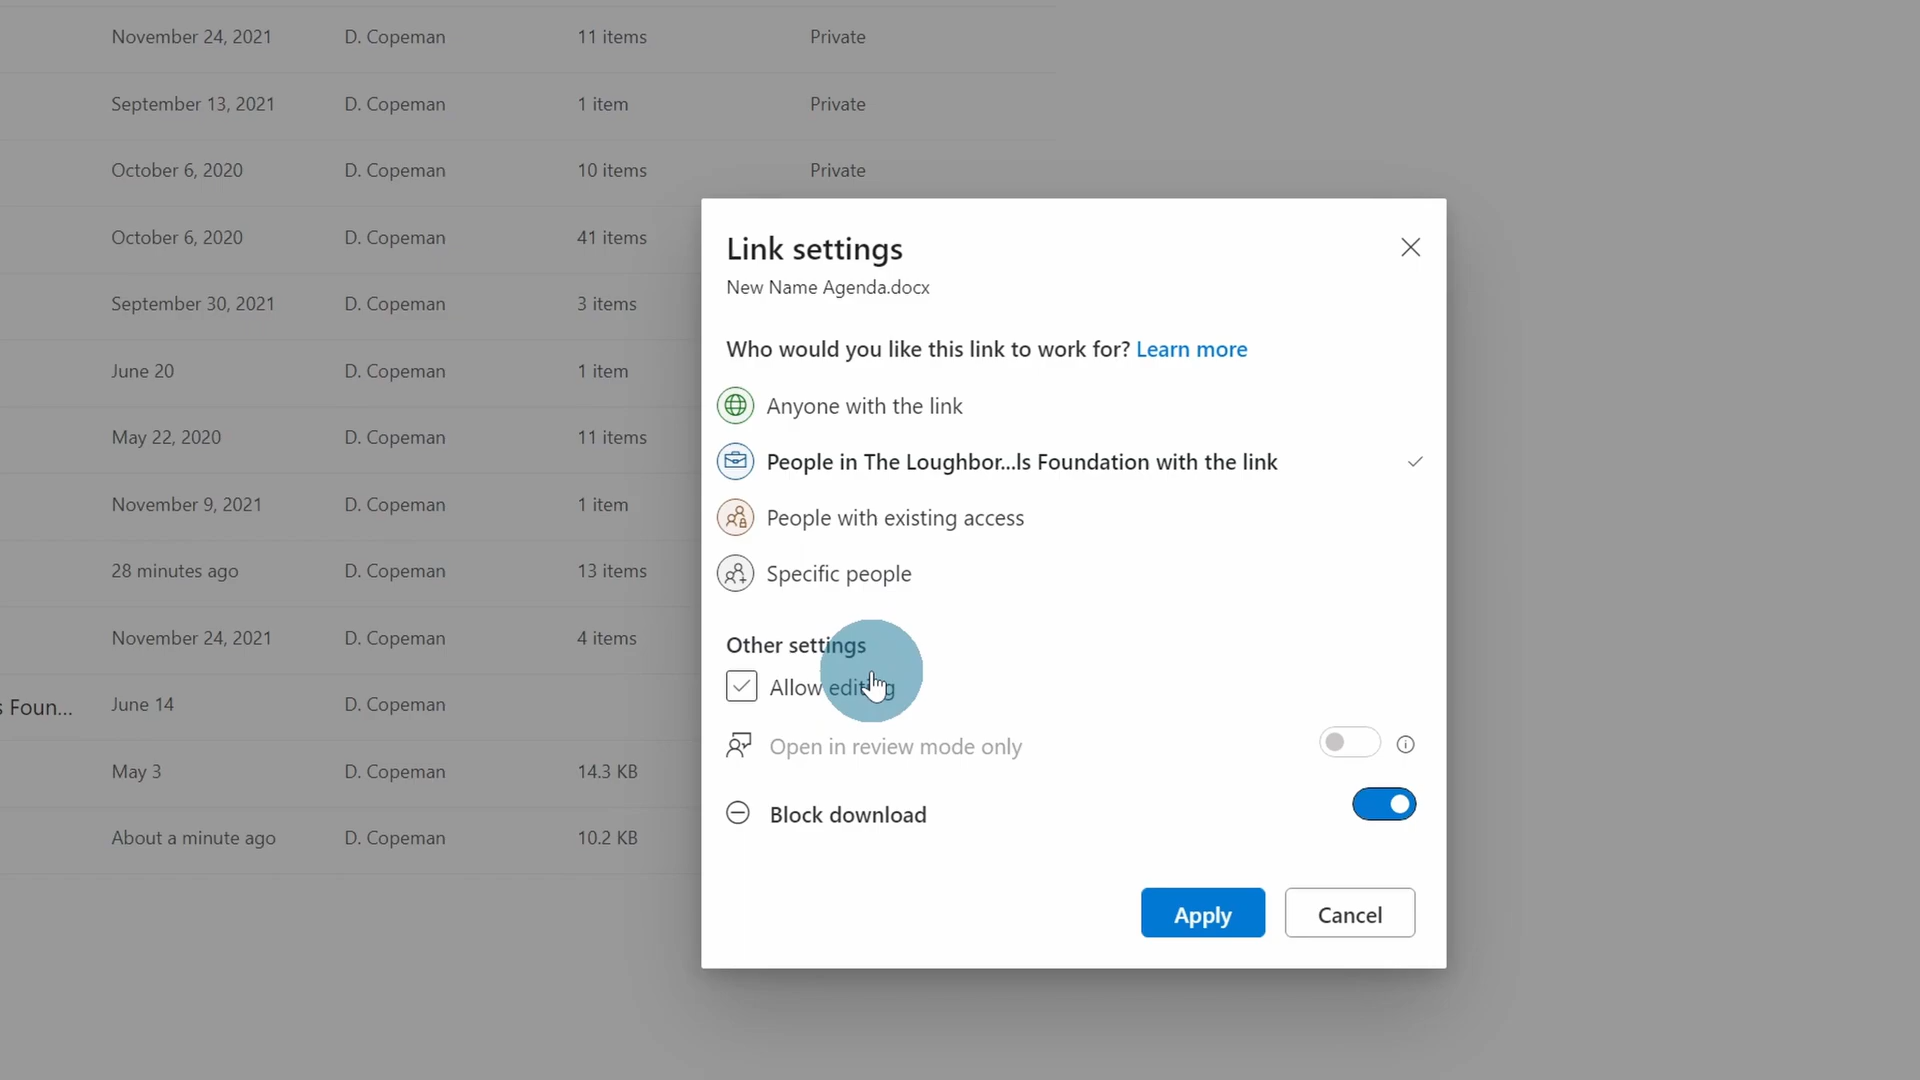 November 24, 2021 D. Copeman 11 items Private
September 13, 2021 D. Copeman 1 item Private
October 6, 2020 D. Copeman 10 items Private
October 6, 2020 D. Copeman 41 items
September 30, 2021 D. Copeman 3 items
June 20 D. Copeman 1 item
May 22, 2020 D. Copeman 11 items
November 9, 2021 D. Copeman 1 item
28 minutes ago D. Copeman 13 items
November 24, 2021 D. Copeman 4 items
s Foun... June 14 D. Copeman
May 3 D. Copeman 14.3 KB
About a minute ago D. Copeman 10.2 KB
Link settings
New Name Agenda.docx
Who would you like this link to work for? Learn more
Anyone with the link
People in The Loughbor...ls Foundation with the link
People with existing access
Specific people
Other settings
Allow editing
Open in review mode only
Block download
Apply Cancel